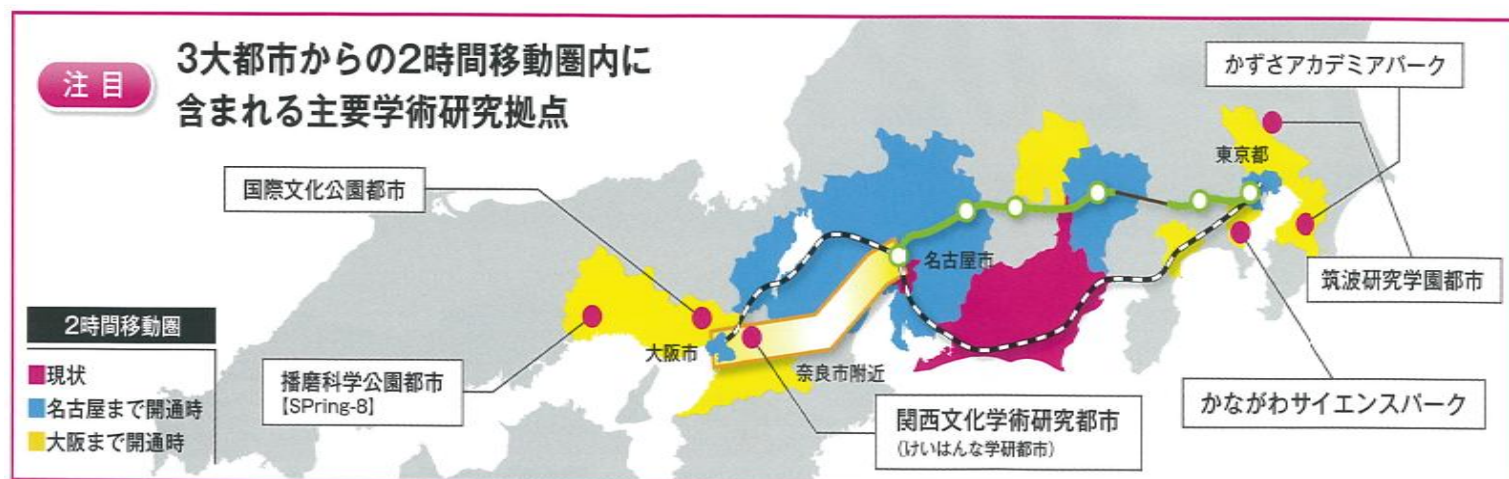 注目
3大都市からの2時間移動圏内に
含まれる主要学術研究拠点
かずさアカデミアパーク
東京都
国際文化公園都市
名古屋市
筑波研究学園都市
2時間移動圏
現状
名古屋まで開通時
大阪まで開通時
大阪市
奈良市附近
播磨科学公園都市
【SPring-8】
関西文化学術研究都市
（けいはんな学研都市）
かながわサイエンスパーク